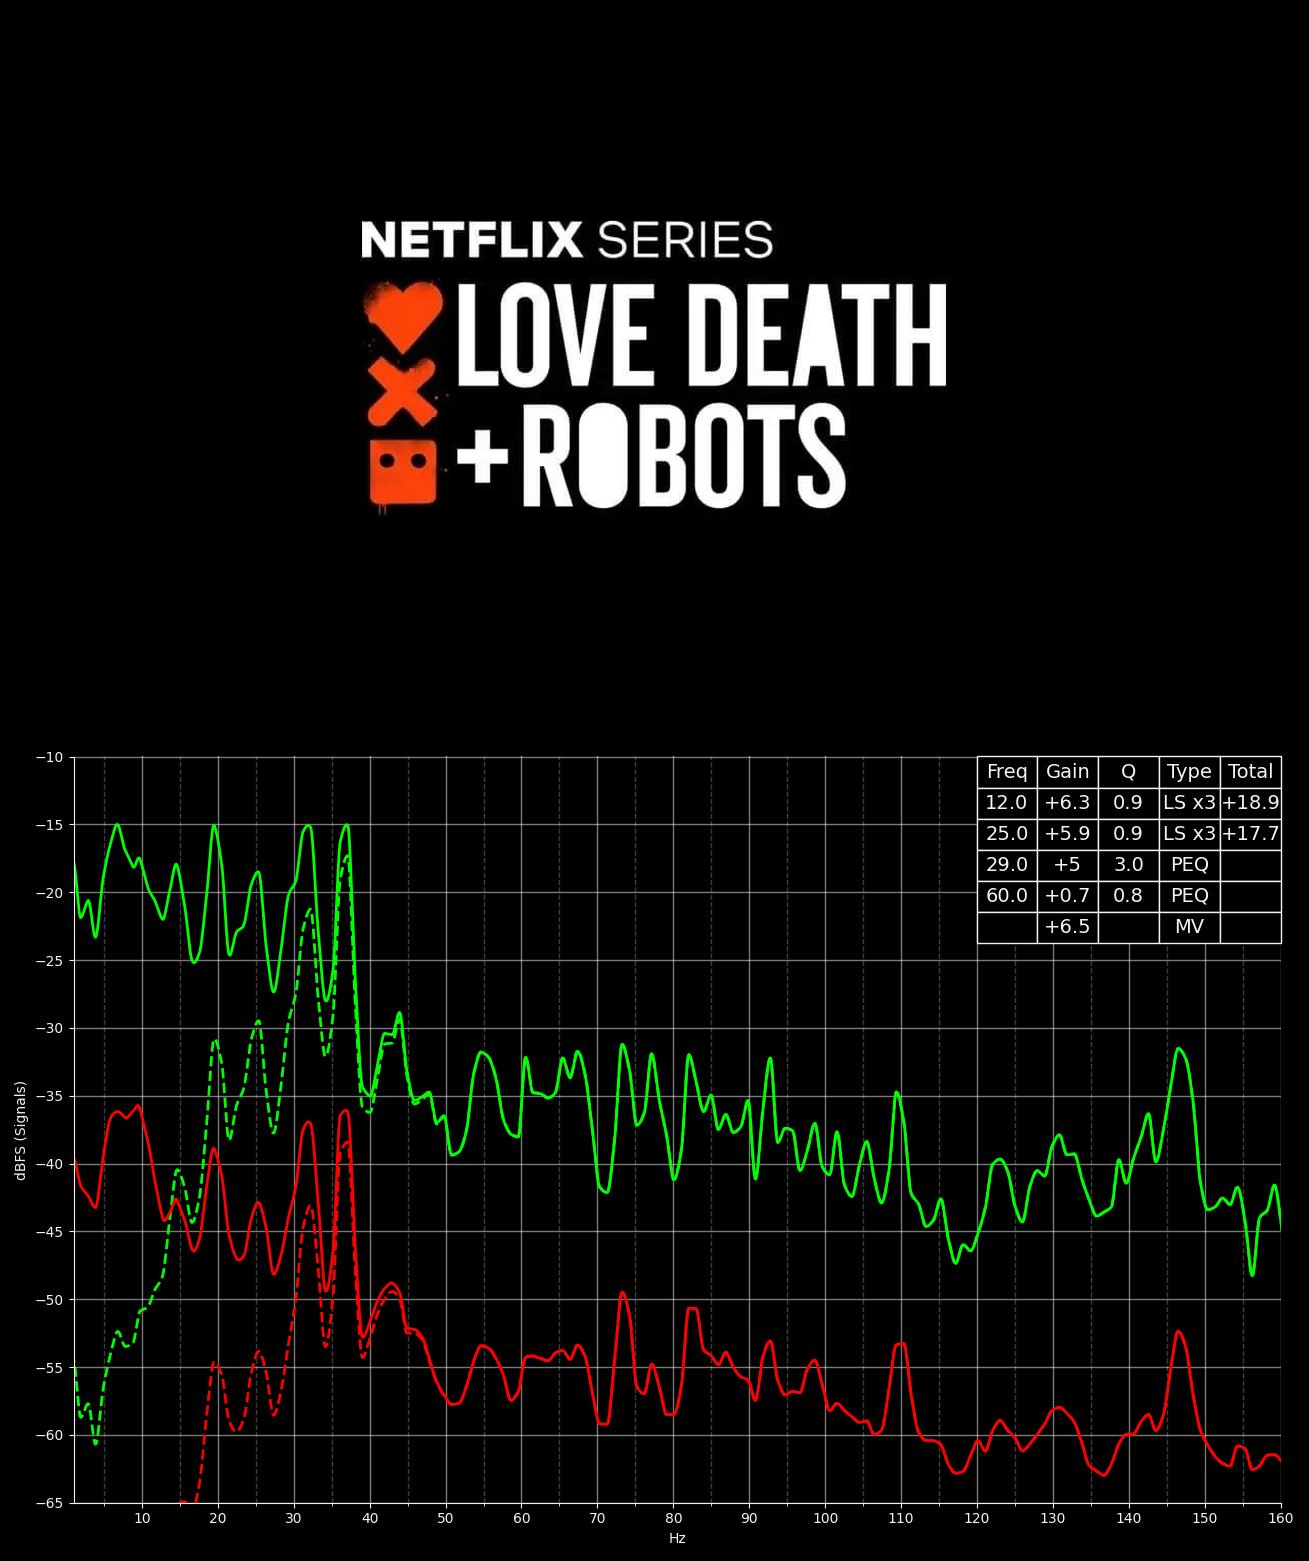 NETFLIX SERIES
LOVE DEATH
+ROBOTS
Freq Gain Q Type Total
12.0 +6.3 0.9 LS x3 +18.9
25.0 +5.9 0.9 LS x3 +17.7
29.0 +5 3.0 PEQ
60.0 +0.7 0.8 PEQ
+6.5 MV
−10
−15
−20
−25
−30
−35
−40
−45
−50
−55
−60
−65
dBFS (Signals)
10 20 30 40 50 60 70 80 90 100 110 120 130 140 150 160
Hz